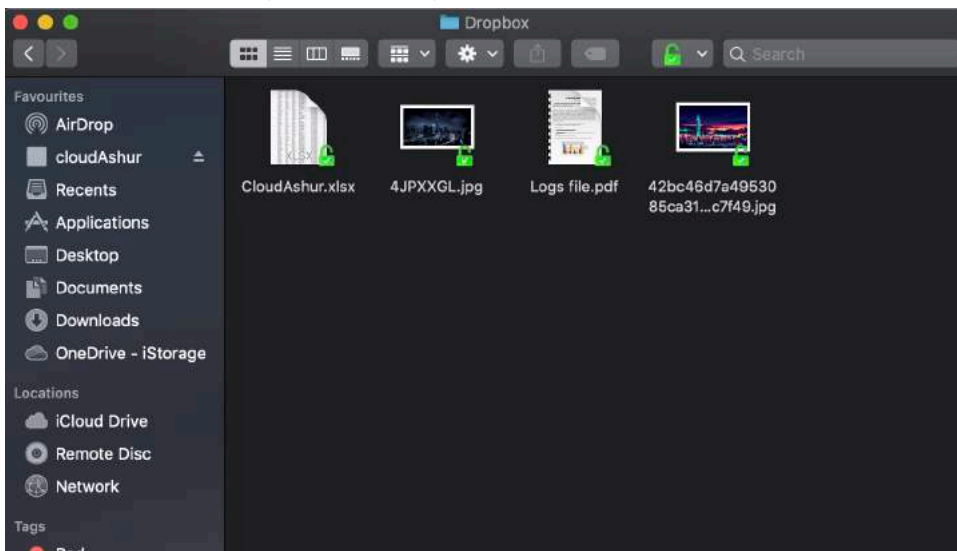 Dropbox
Search
Favourites
AirDrop
cloudAshur
Recents
Applications
Desktop
Documents
Downloads
OneDrive - iStorage
Locations
iCloud Drive
Remote Disc
Network
Tags
XLSX
CloudAshur.xlsx
4JPXXGL.jpg
Logs file.pdf
42bc46d7a49530
85ca31...c7f49.jpg